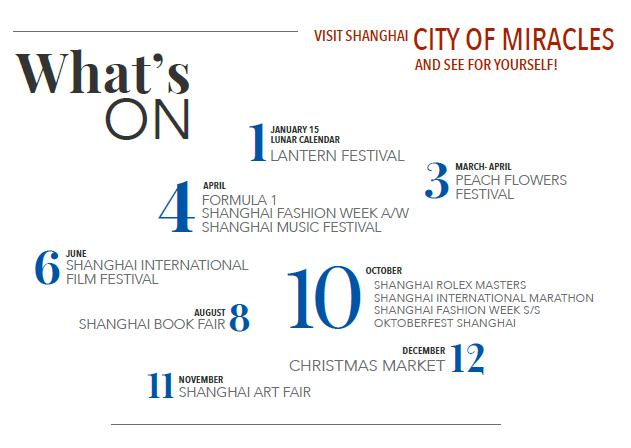 VISIT SHANGHAI CITY OF MIRACLES
AND SEE FOR YOURSELF!
What's
ON
1
JANUARY 15
LUNAR CALENDAR
LANTERN FESTIVAL
3
MARCH- APRIL
PEACH FLOWERS
FESTIVAL
4
APRIL
FORMULA 1
SHANGHAI FASHION WEEK A/W
SHANGHAI MUSIC FESTIVAL
6
JUNE
SHANGHAI INTERNATIONAL
FILM FESTIVAL
AUGUST
SHANGHAI BOOK FAIR
8
10
OCTOBER
SHANGHAI ROLEX MASTERS
SHANGHAI INTERNATIONAL MARATHON
SHANGHAI FASHION WEEK S/S
OKTOBERFEST SHANGHAI
DECEMBER
CHRISTMAS MARKET
12
11
NOVEMBER
SHANGHAI ART FAIR